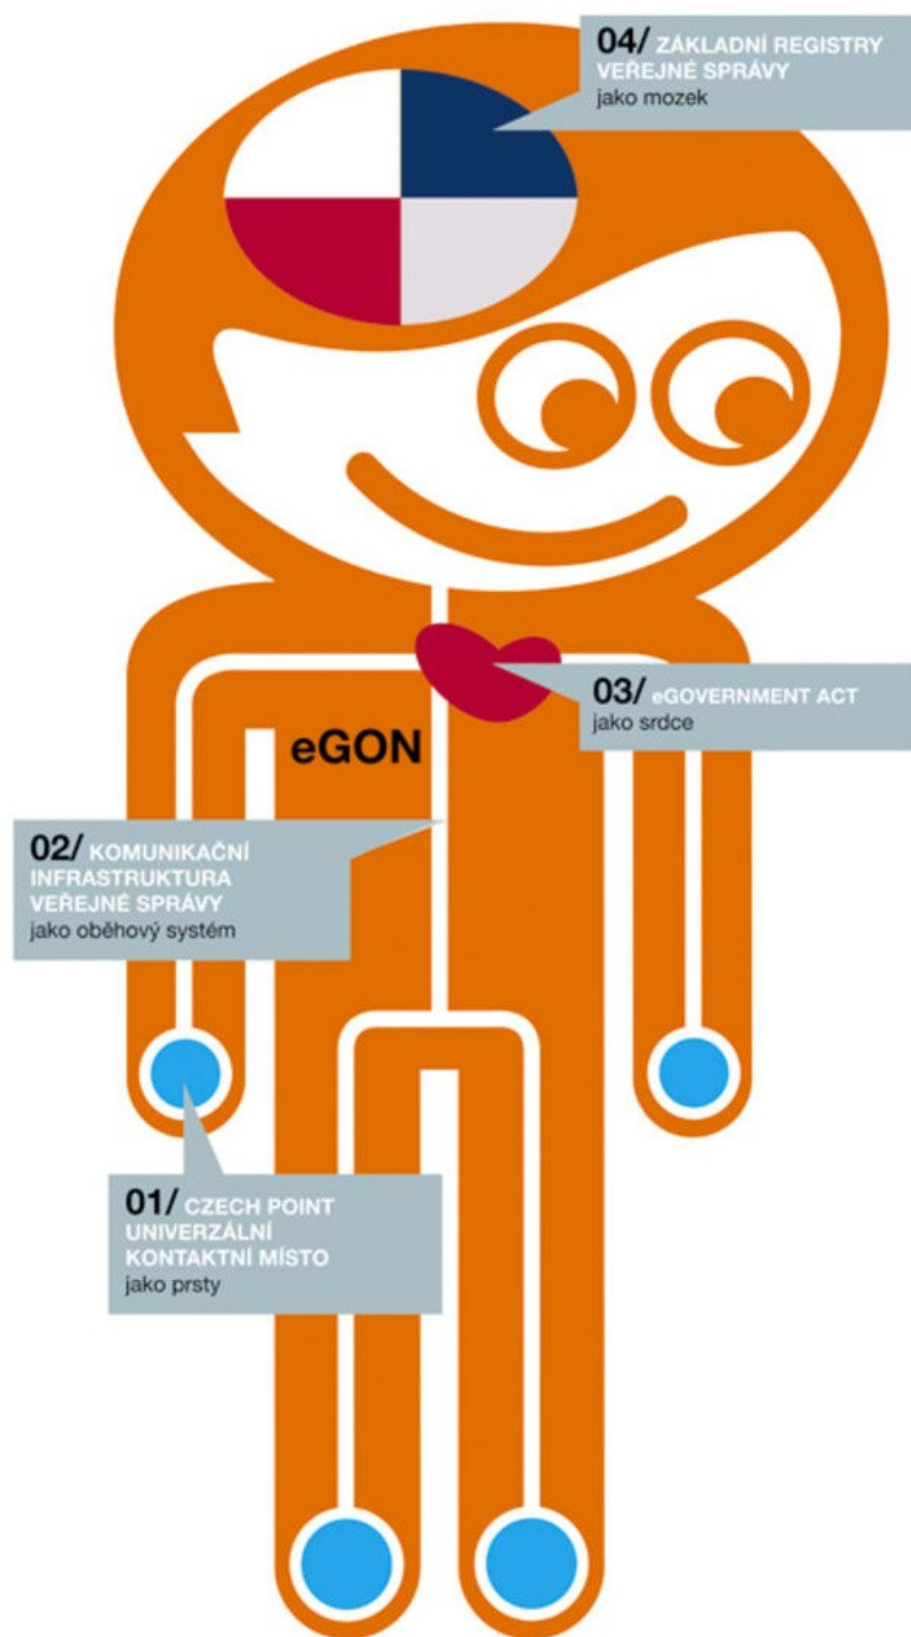 04/ ZÁKLADNÍ REGISTRY
VEŘEJNÉ SPRÁVY
jako mozek
03/ eGOVERNMENT ACT
jako srdce
eGON
02/ KOMUNIKAČNÍ
INFRASTRUKTURA
VEŘEJNÉ SPRÁVY
jako oběhový systém
01/ CZECH POINT
UNIVERZÁLNÍ
KONTAKTNÍ MÍSTO
jako prsty